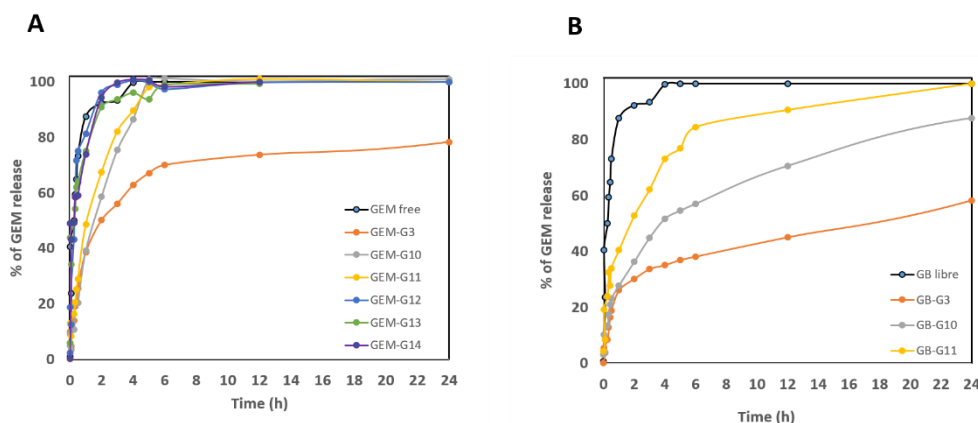 A
% of GEM release
100
80
60
40
20
0
0 2 4 6 8 10 12 14 16 18 20 22 24
Time (h)
GEM free
GEM-G3
GEM-G10
GEM-G11
GEM-G12
GEM-G13
GEM-G14
B
% of GEM release
100
80
60
40
20
0
0 2 4 6 8 10 12 14 16 18 20 22 24
Time (h)
GB libre
GB-G3
GB-G10
GB-G11